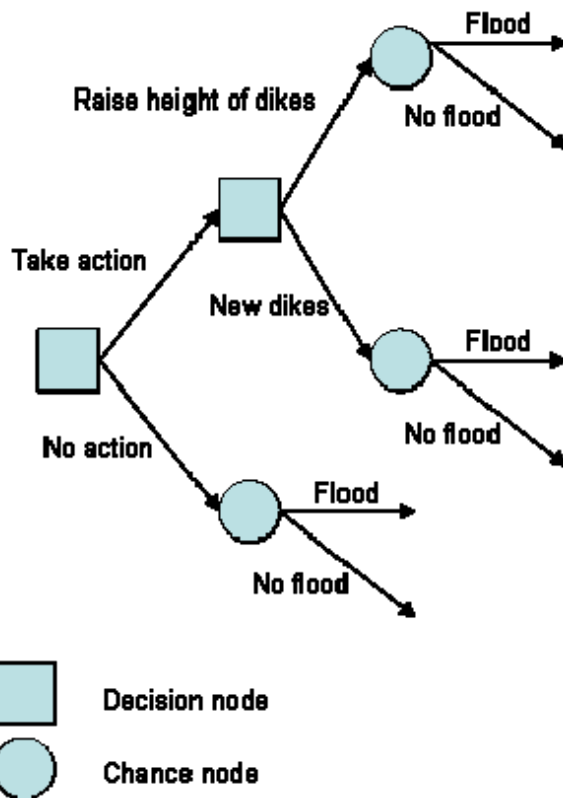 Flood
Raise height of dikes
No flood
Take action
New dikes
Flood
No action
No flood
Flood
No flood
Decision node
Chance node